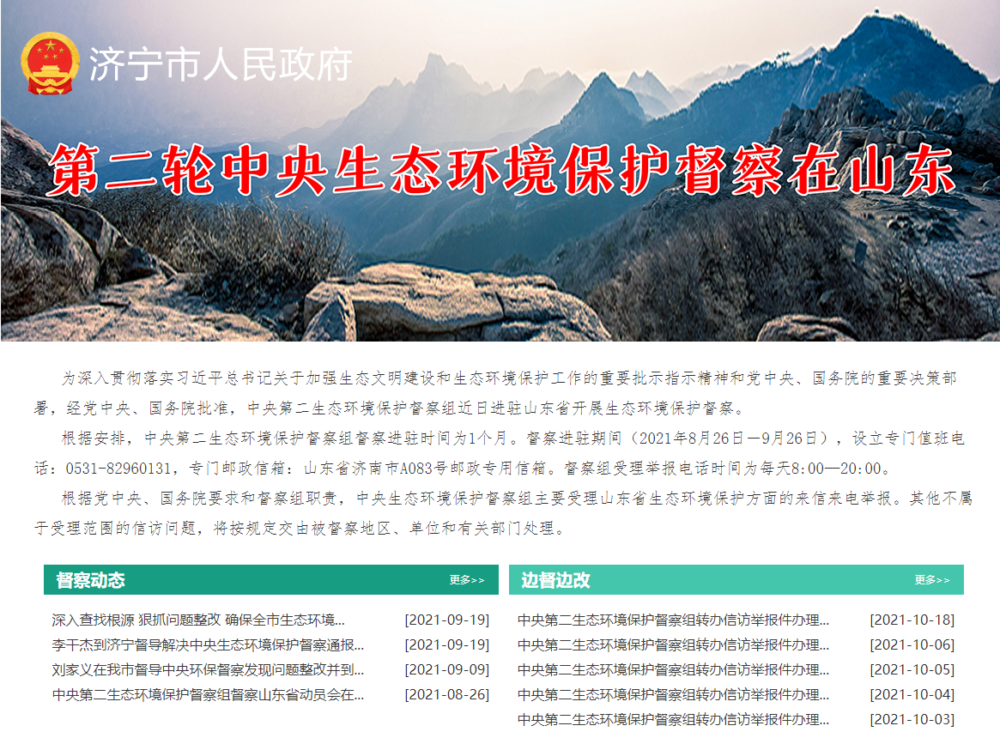 济宁市人民政府
第二轮中央生态环境保护督察在山东
为深入贯彻落实习近平总书记关于加强生态文明建设和生态环境保护工作的重要批示指示精神和党中央、国务院的重要决策部
署，经党中央、国务院批准，中央第二生态环境保护督察组近日进驻山东省开展生态环境保护督察。
根据安排，中央第二生态环境保护督察组督察进驻时间为1个月。督察进驻期间（2021年8月26日－9月26日），设立专门值班电
话：0531-82960131，专门邮政信箱：山东省济南市A083号邮政专用信箱。督察组受理举报电话时间为每天8:00—20:00。
根据党中央、国务院要求和督察组职责，中央生态环境保护督察组主要受理山东省生态环境保护方面的来信来电举报。其他不属
于受理范围的信访问题，将按规定交由被督察地区、单位和有关部门处理。
督察动态 更多>>
深入查找根源 狠抓问题整改 确保全市生态环境... [2021-09-19]
李干杰到济宁督导解决中央生态环境保护督察通报... [2021-09-19]
刘家义在我市督导中央环保督察发现问题整改并到... [2021-09-09]
中央第二生态环境保护督察组督察山东省动员会在... [2021-08-26]
边督边改 更多>>
中央第二生态环境保护督察组转办信访举报件办理... [2021-10-18]
中央第二生态环境保护督察组转办信访举报件办理... [2021-10-06]
中央第二生态环境保护督察组转办信访举报件办理... [2021-10-05]
中央第二生态环境保护督察组转办信访举报件办理... [2021-10-04]
中央第二生态环境保护督察组转办信访举报件办理... [2021-10-03]